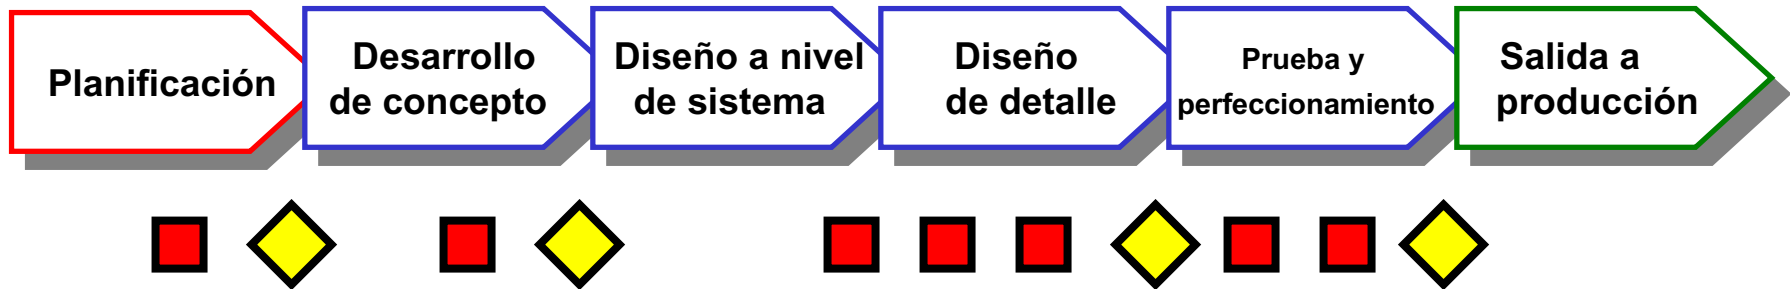 Planificación
Desarrollo
de concepto
Diseño a nivel
de sistema
Diseño
de detalle
Prueba y
perfeccionamiento
Salida a
producción